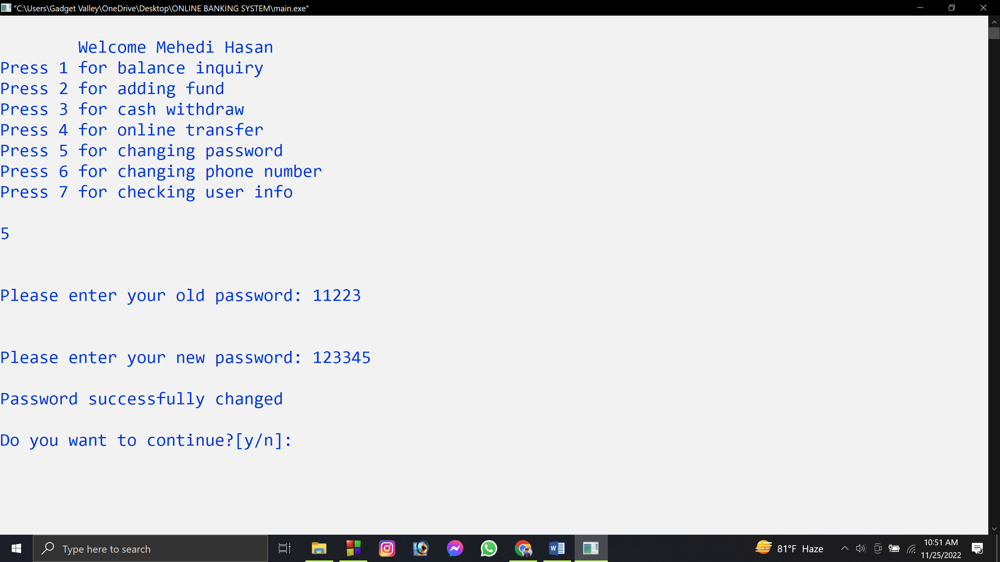 "C:\Users\Gadget Valley\OneDrive\Desktop\ONLINE BANKING SYSTEM\main.exe"
Welcome Mehedi Hasan
Press 1 for balance inquiry
Press 2 for adding fund
Press 3 for cash withdraw
Press 4 for online transfer
Press 5 for changing password
Press 6 for changing phone number
Press 7 for checking user info
5
Please enter your old password: 11223
Please enter your new password: 123345
Password successfully changed
Do you want to continue?[y/n]:
Type here to search
81°F Haze
10:51 AM
11/25/2022